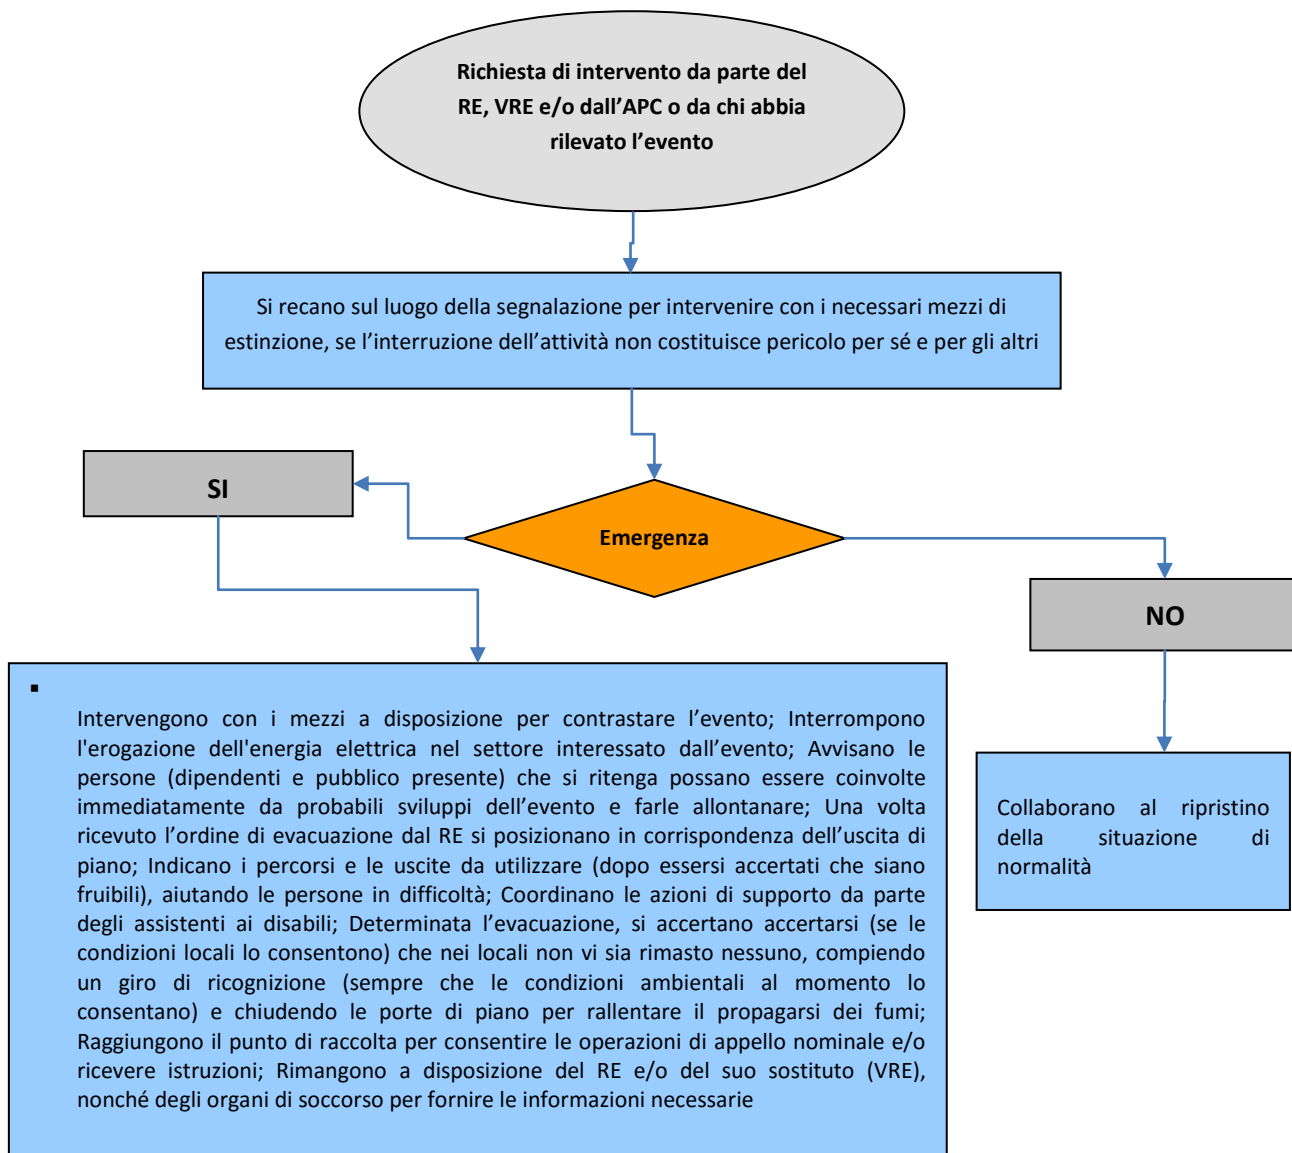 Richiesta di intervento da parte del
RE, VRE e/o dall’APC o da chi abbia
rilevato l’evento
Si recano sul luogo della segnalazione per intervenire con i necessari mezzi di
estinzione, se l’interruzione dell’attività non costituisce pericolo per sé e per gli altri
SI
Emergenza
NO
▪
Intervengono con i mezzi a disposizione per contrastare l’evento; Interrompono
l'erogazione dell'energia elettrica nel settore interessato dall’evento; Avvisano le
persone (dipendenti e pubblico presente) che si ritenga possano essere coinvolte
immediatamente da probabili sviluppi dell’evento e farle allontanare; Una volta
ricevuto l’ordine di evacuazione dal RE si posizionano in corrispondenza dell’uscita di
piano; Indicano i percorsi e le uscite da utilizzare (dopo essersi accertati che siano
fruibili), aiutando le persone in difficoltà; Coordinano le azioni di supporto da parte
degli assistenti ai disabili; Determinata l’evacuazione, si accertano accertarsi (se le
condizioni locali lo consentono) che nei locali non vi sia rimasto nessuno, compiendo
un giro di ricognizione (sempre che le condizioni ambientali al momento lo
consentano) e chiudendo le porte di piano per rallentare il propagarsi dei fumi;
Raggiungono il punto di raccolta per consentire le operazioni di appello nominale e/o
ricevere istruzioni; Rimangono a disposizione del RE e/o del suo sostituto (VRE),
nonché degli organi di soccorso per fornire le informazioni necessarie
Collaborano al ripristino
della situazione di
normalità